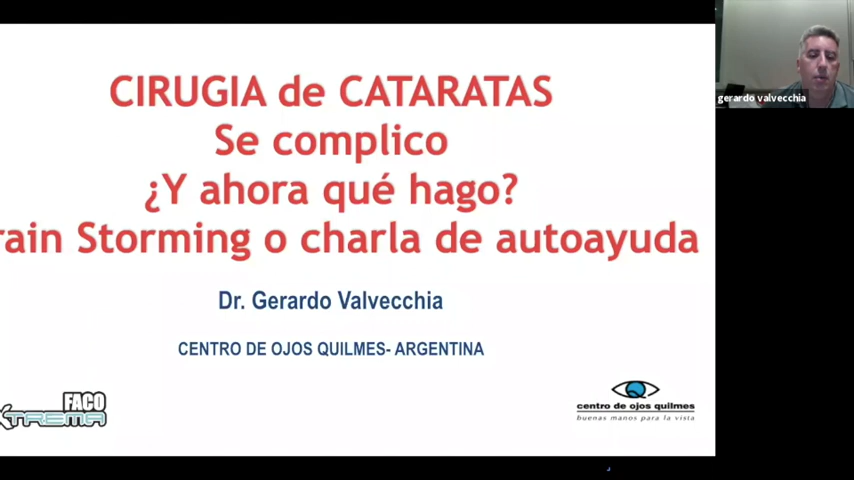 CIRUGIA de CATARATAS
Se complico
¿Y ahora qué hago?
rain Storming o charla de autoayuda
Dr. Gerardo Valvecchia
CENTRO DE OJOS QUILMES- ARGENTINA
FACO
XTREMA
centro de ojos quilmes
buenas manos para la vista
gerardo valvecchia